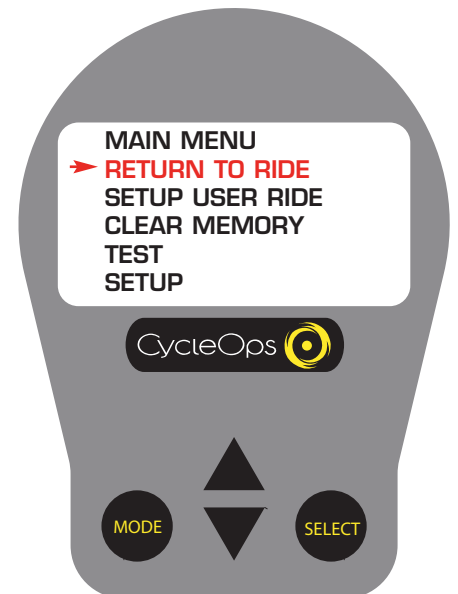 MAIN MENU
RETURN TO RIDE
SETUP USER RIDE
CLEAR MEMORY
TEST
SETUP
CycleOps
MODE
SELECT